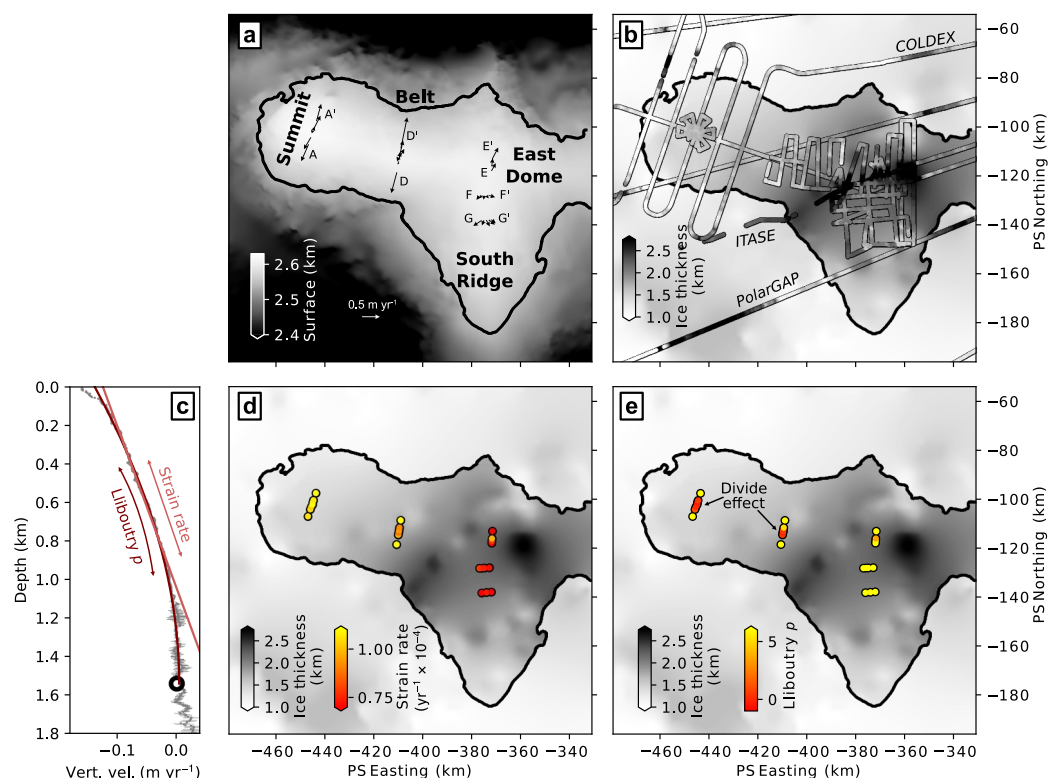 a
Summit
A'
A
Belt
D'
D
E'
E
East
Dome
F F'
G G'
South
Ridge
2.6
2.5
2.4
Surface (km)
0.5 m yr⁻¹
b
COLDEX
ITASE
PolarGAP
2.5
2.0
1.5
1.0
Ice thickness
(km)
−60
−80
−100
−120
−140
−160
−180
PS Northing (km)
c
0.0
0.2
0.4
0.6
0.8
1.0
1.2
1.4
1.6
1.8
Depth (km)
Strain rate
Lliboutry p
−0.1 0.0
Vert. vel. (m yr⁻¹)
d
2.5
2.0
1.5
1.0
Ice thickness
(km)
1.00
0.75
Strain rate
(yr⁻¹ × 10⁻⁴)
−460 −440 −420 −400 −380 −360 −340
PS Easting (km)
e
Divide
effect
2.5
2.0
1.5
1.0
Ice thickness
(km)
5
0
Lliboutry p
−460 −440 −420 −400 −380 −360 −340
PS Easting (km)
−60
−80
−100
−120
−140
−160
−180
PS Northing (km)